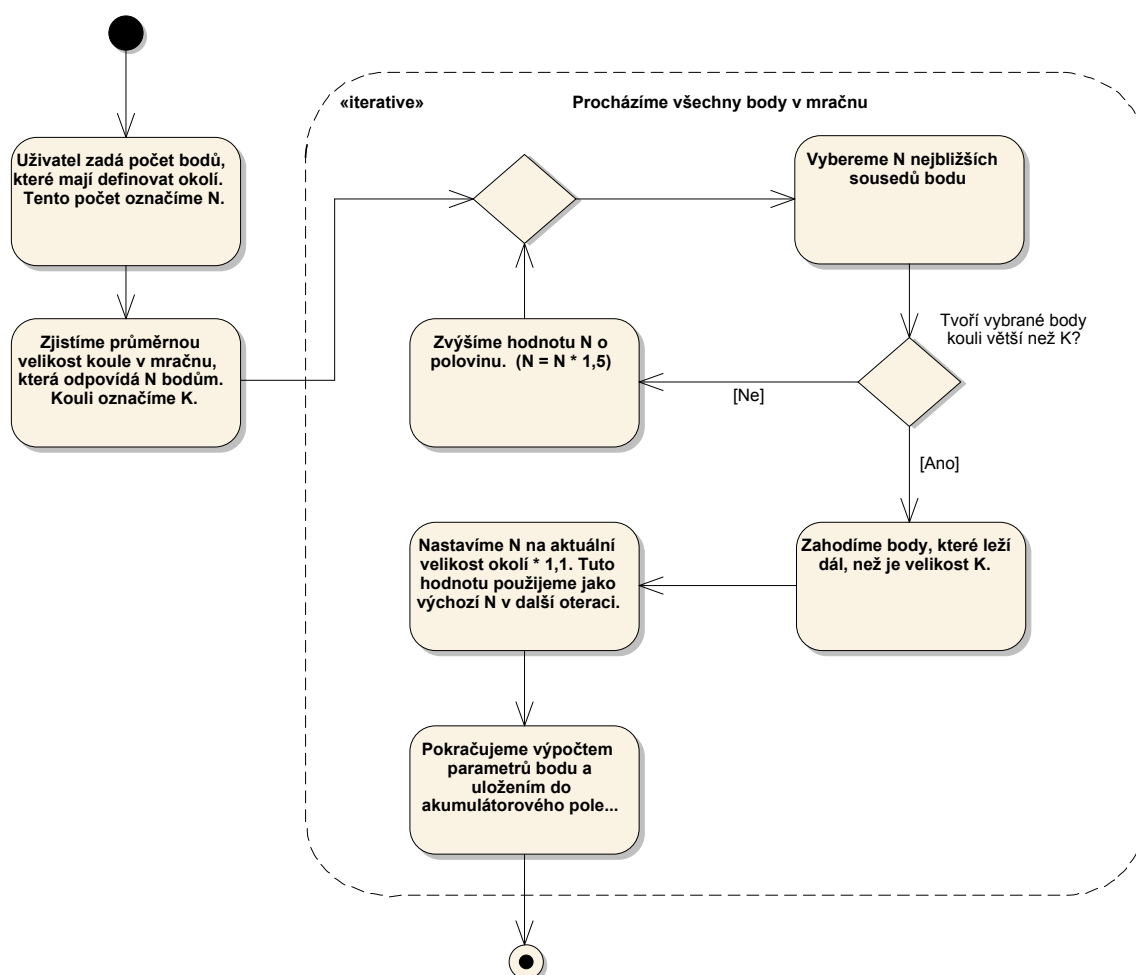 «iterative»
Procházíme všechny body v mračnu
Uživatel zadá počet bodů,
které mají definovat okolí.
Tento počet označíme N.
Zjistíme průměrnou
velikost koule v mračnu,
která odpovídá N bodům.
Kouli označíme K.
Vybereme N nejbližších
sousedů bodu
Tvoří vybrané body
kouli větší než K?
[Ne]
Zvýšíme hodnotu N o
polovinu.  (N = N * 1,5)
[Ano]
Zahodíme body, které leží
dál, než je velikost K.
Nastavíme N na aktuální
velikost okolí * 1,1. Tuto
hodnotu použijeme jako
výchozí N v další oteraci.
Pokračujeme výpočtem
parametrů bodu a
uložením do
akumulátorového pole...